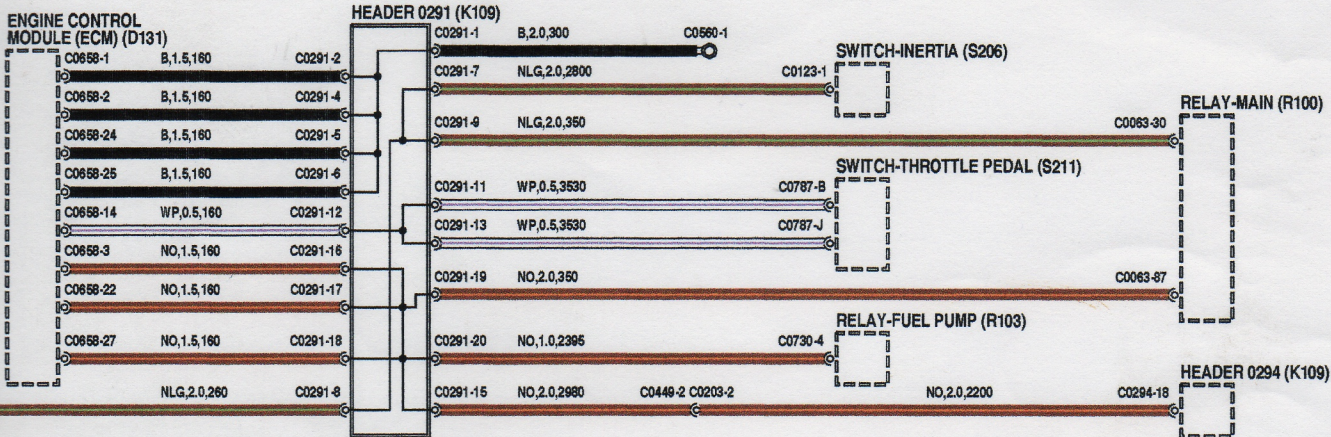 HEADER 0291 (K109)
ENGINE CONTROL
MODULE (ECM) (D131)
C0291-1 B,2.0,300 C0560-1
SWITCH-INERTIA (S206)
C0658-1 B,1.5,160 C0291-2
C0291-7 NLG,2.0,2800 C0123-1
C0658-2 B,1.5,160 C0291-4
RELAY-MAIN (R100)
C0291-9 NLG,2.0,350 C0063-30
C0658-24 B,1.5,160 C0291-5
SWITCH-THROTTLE PEDAL (S211)
C0658-25 B,1.5,160 C0291-6
C0291-11 WP,0.5,3530 C0787-B
C0658-14 WP,0.5,160 C0291-12
C0291-13 WP,0.5,3530 C0787-J
C0658-3 NO,1.5,160 C0291-16
C0291-19 NO,2.0,350 C0063-87
C0658-22 NO,1.5,160 C0291-17
RELAY-FUEL PUMP (R103)
C0658-27 NO,1.5,160 C0291-18
C0291-20 NO,1.0,2395 C0730-4
HEADER 0294 (K109)
NLG,2.0,260 C0291-8
C0291-15 NO,2.0,2980 C0449-2 C0203-2 NO,2.0,2200 C0294-18